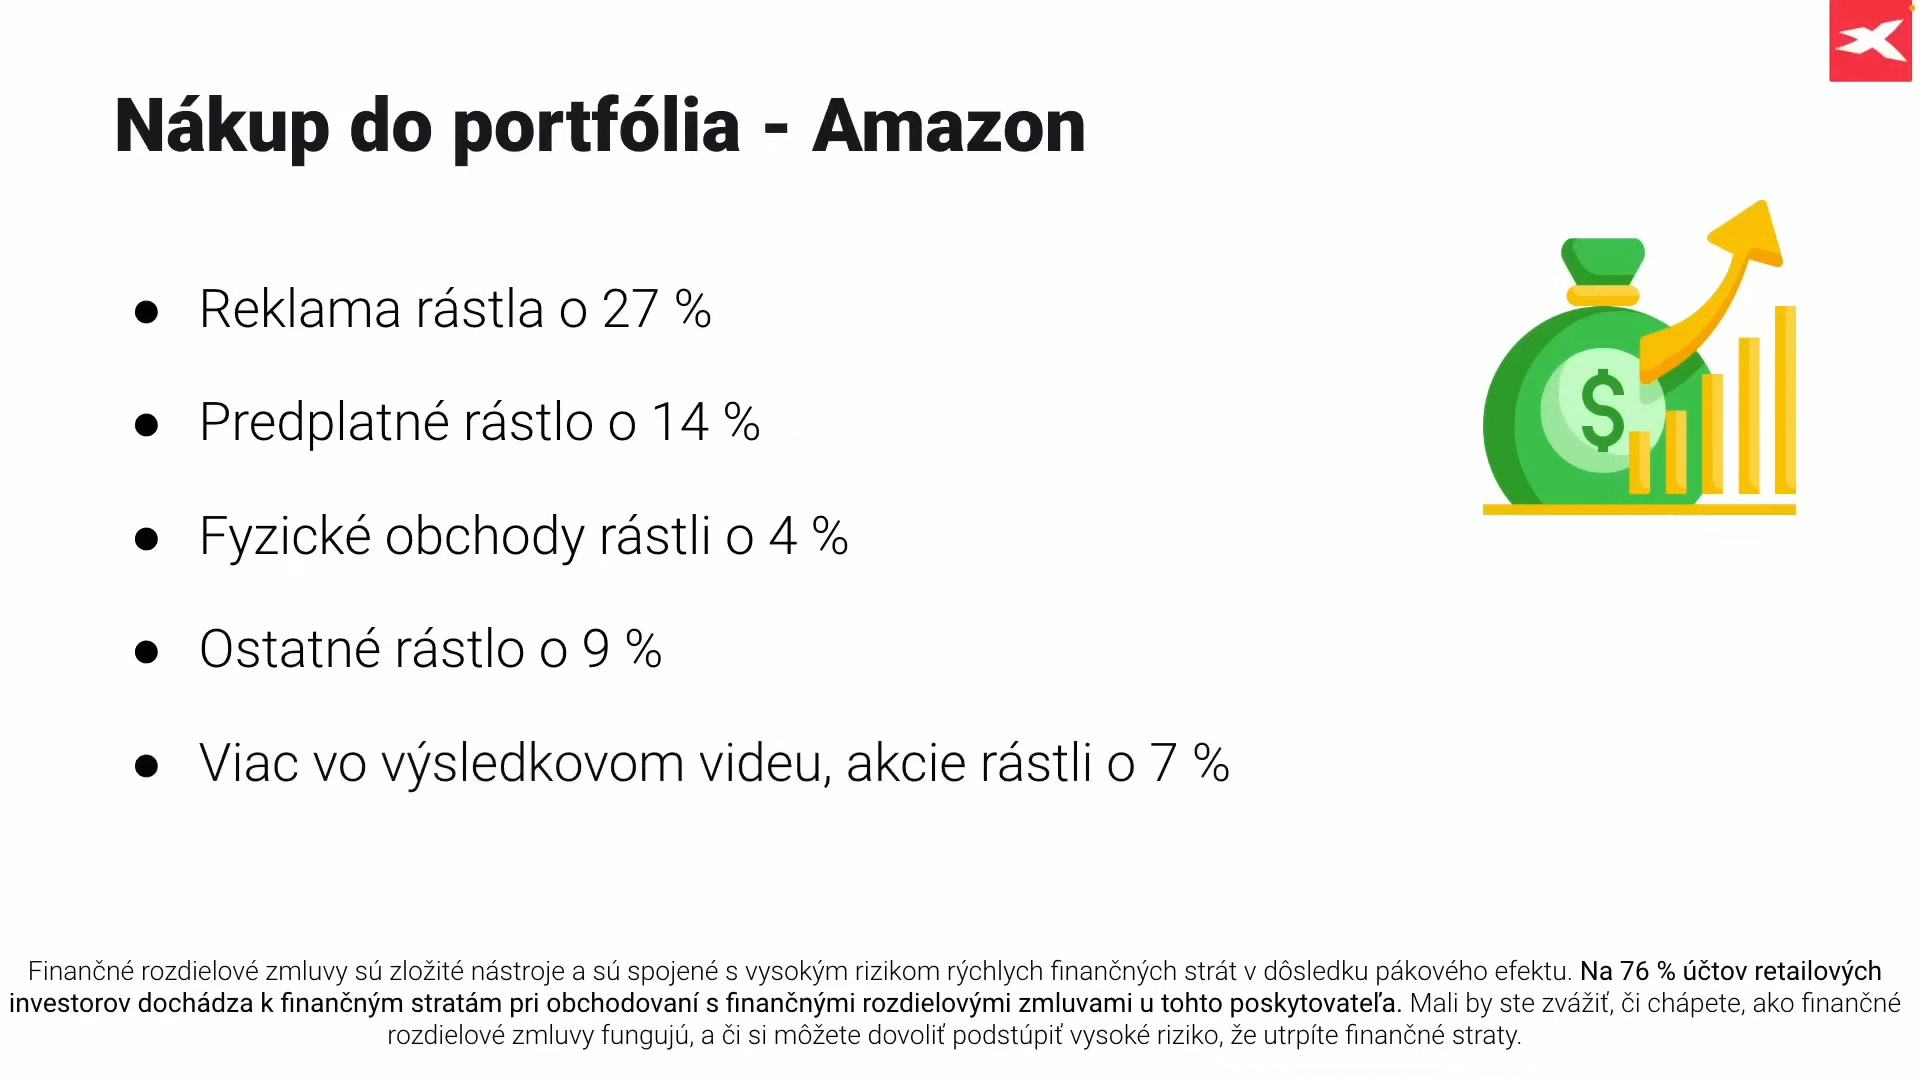 Nákup do portfólia - Amazon
● Reklama rástla o 27 %
● Predplatné rástlo o 14 %
● Fyzické obchody rástli o 4 %
● Ostatné rástlo o 9 %
● Viac vo výsledkovom videu, akcie rástli o 7 %
$
Finančné rozdielové zmluvy sú zložité nástroje a sú spojené s vysokým rizikom rýchlych finančných strát v dôsledku pákového efektu. Na 76 % účtov retailových
investorov dochádza k finančným stratám pri obchodovaní s finančnými rozdielovými zmluvami u tohto poskytovateľa. Mali by ste zvážiť, či chápete, ako finančné
rozdielové zmluvy fungujú, a či si môžete dovoliť podstúpiť vysoké riziko, že utrpíte finančné straty.